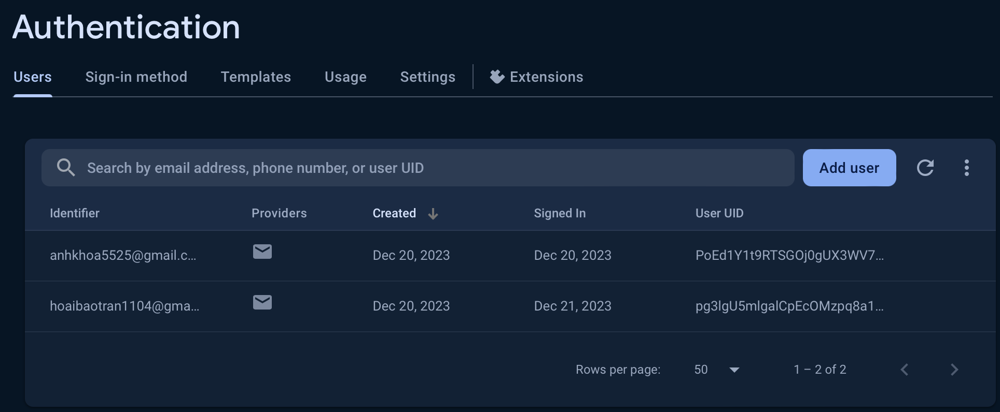 Authentication
Users Sign-in method Templates Usage Settings Extensions
Search by email address, phone number, or user UID Add user
Identifier Providers Created Signed In User UID
anhkhoa5525@gmail.c... Dec 20, 2023 Dec 20, 2023 PoEd1Y1t9RTSGOj0gUX3WV7...
hoaibaotran1104@gma... Dec 20, 2023 Dec 21, 2023 pg3lgU5mlgalCpEcOMzpq8a1...
Rows per page: 50 1 – 2 of 2